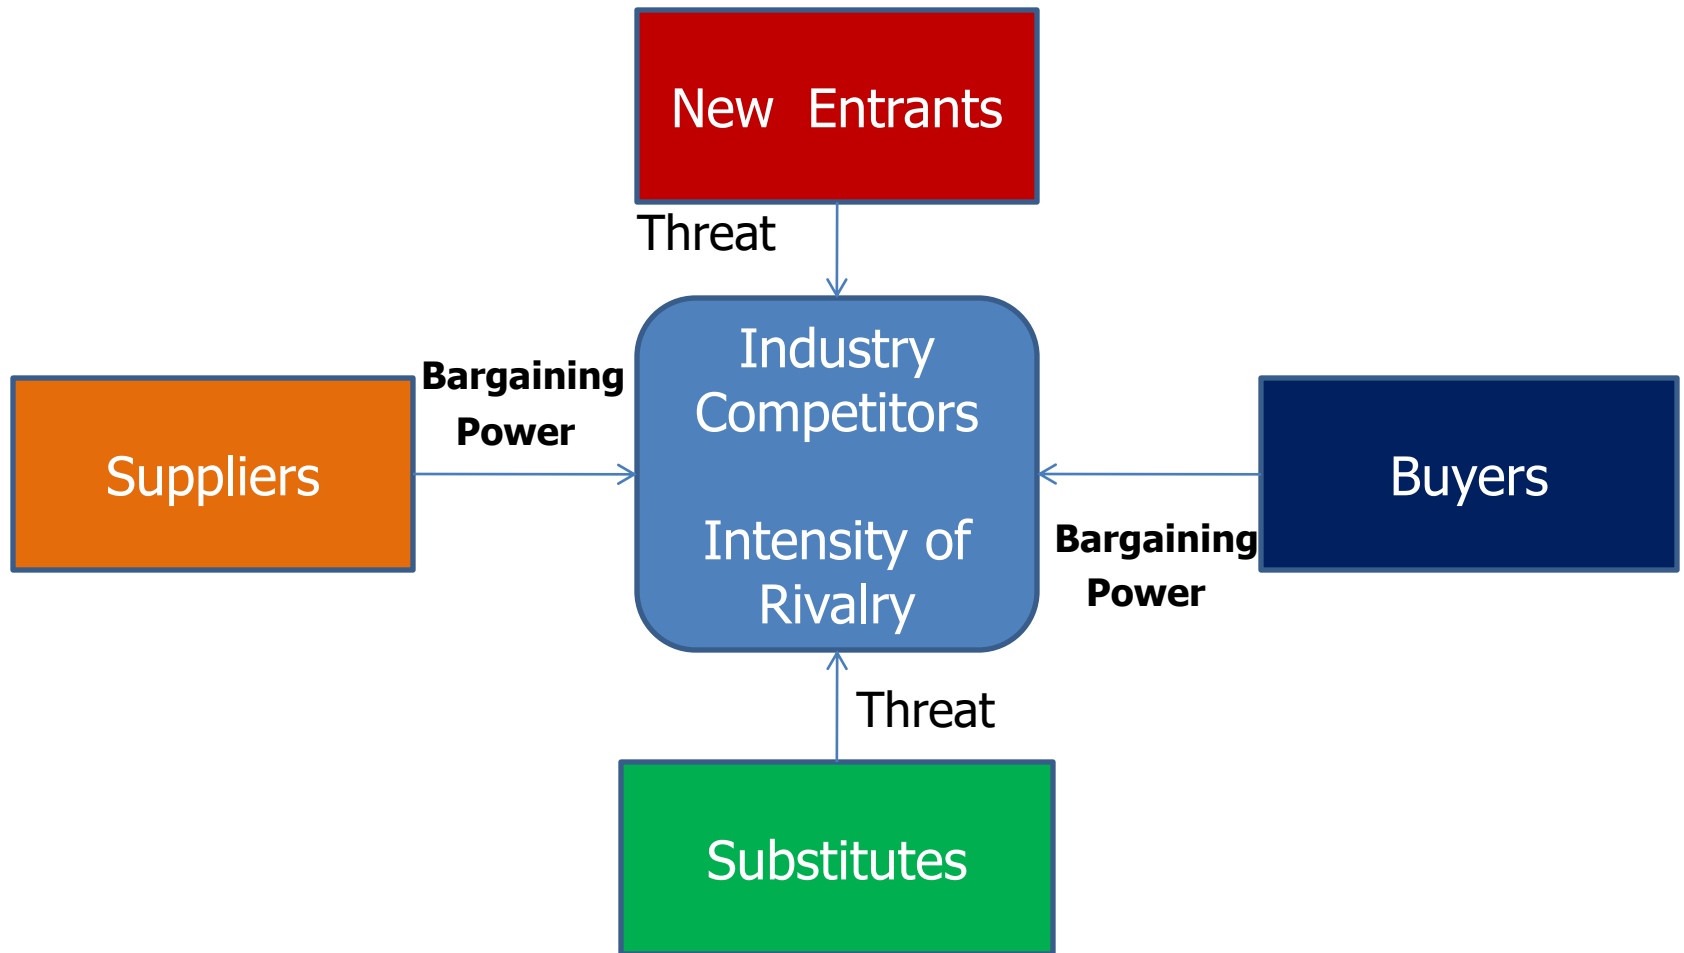 New Entrants
Threat
Industry
Competitors
Intensity of
Rivalry
Bargaining
Power
Suppliers
Buyers
Bargaining
Power
Threat
Substitutes